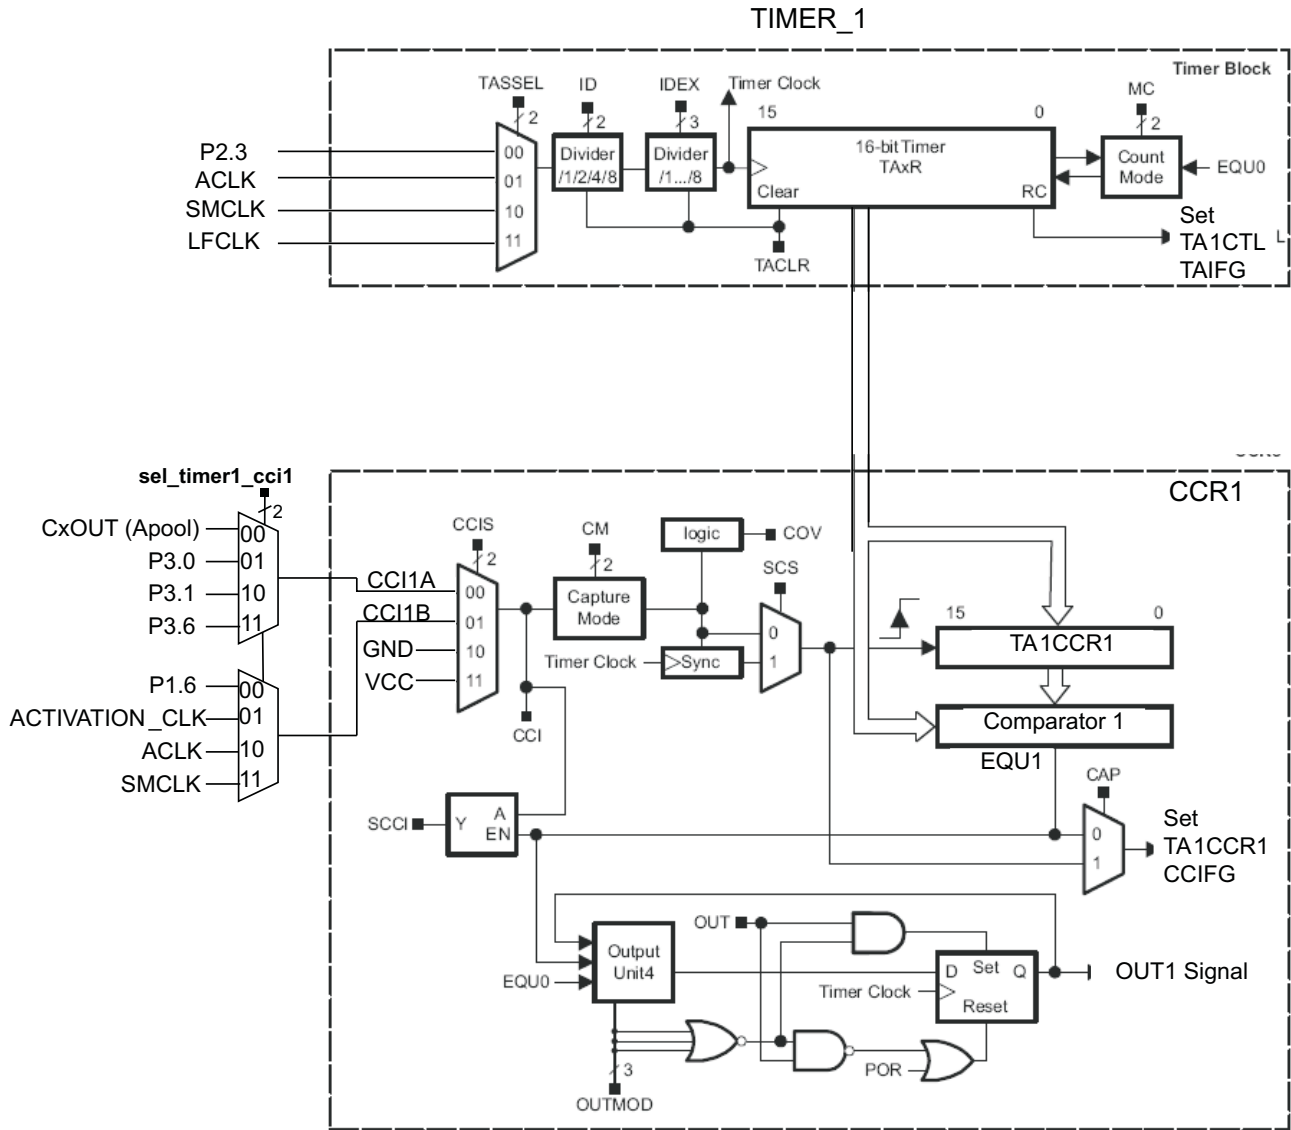 TIMER_1
Timer Block
TASSEL
2
ID
2
IDEX
3
Timer Clock
15
0
MC
2
P2.3
ACLK
SMCLK
LFCLK
00
01
10
11
Divider
/1/2/4/8
Divider
/1.../8
16-bit Timer
TAxR
Clear
RC
Count
Mode
EQU0
TACLR
Set
TA1CTL
TAIFG
L
sel_timer1_cci1
2
CCR1
CxOUT (Apool)
P3.0
P3.1
P3.6
00
01
10
11
P1.6
ACTIVATION_CLK
ACLK
SMCLK
00
01
10
11
CCI1A
CCI1B
GND
VCC
CCIS
2
00
01
10
11
CCI
CM
2
Capture
Mode
logic
COV
SCS
Timer Clock
Sync
0
1
15
0
TA1CCR1
Comparator 1
EQU1
CAP
0
1
Set
TA1CCR1
CCIFG
SCCI
Y
A
EN
OUT
Output
Unit4
EQU0
D
Set
Q
Timer Clock
Reset
OUT1 Signal
POR
3
OUTMOD